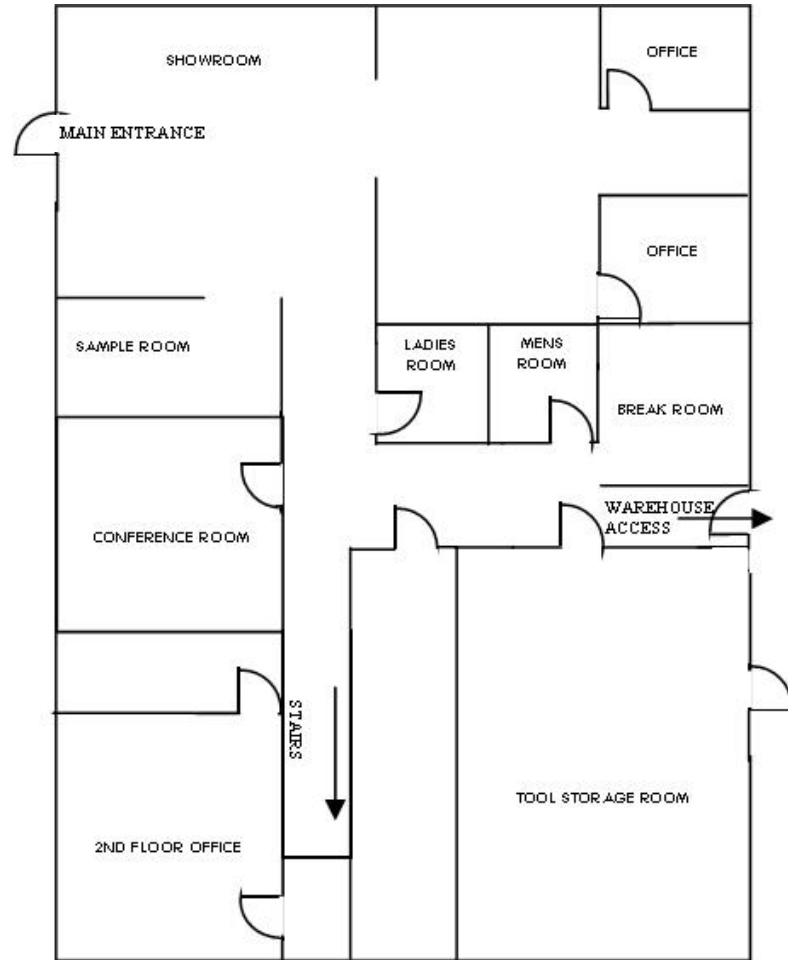 SHOWROOM
OFFICE
MAIN ENTRANCE
OFFICE
SAMPLE ROOM
LADIES
ROOM
MENS
ROOM
BREAK ROOM
WAREHOUSE
ACCESS
CONFERENCE ROOM
STAIRS
TOOL STORAGE ROOM
2ND FLOOR OFFICE